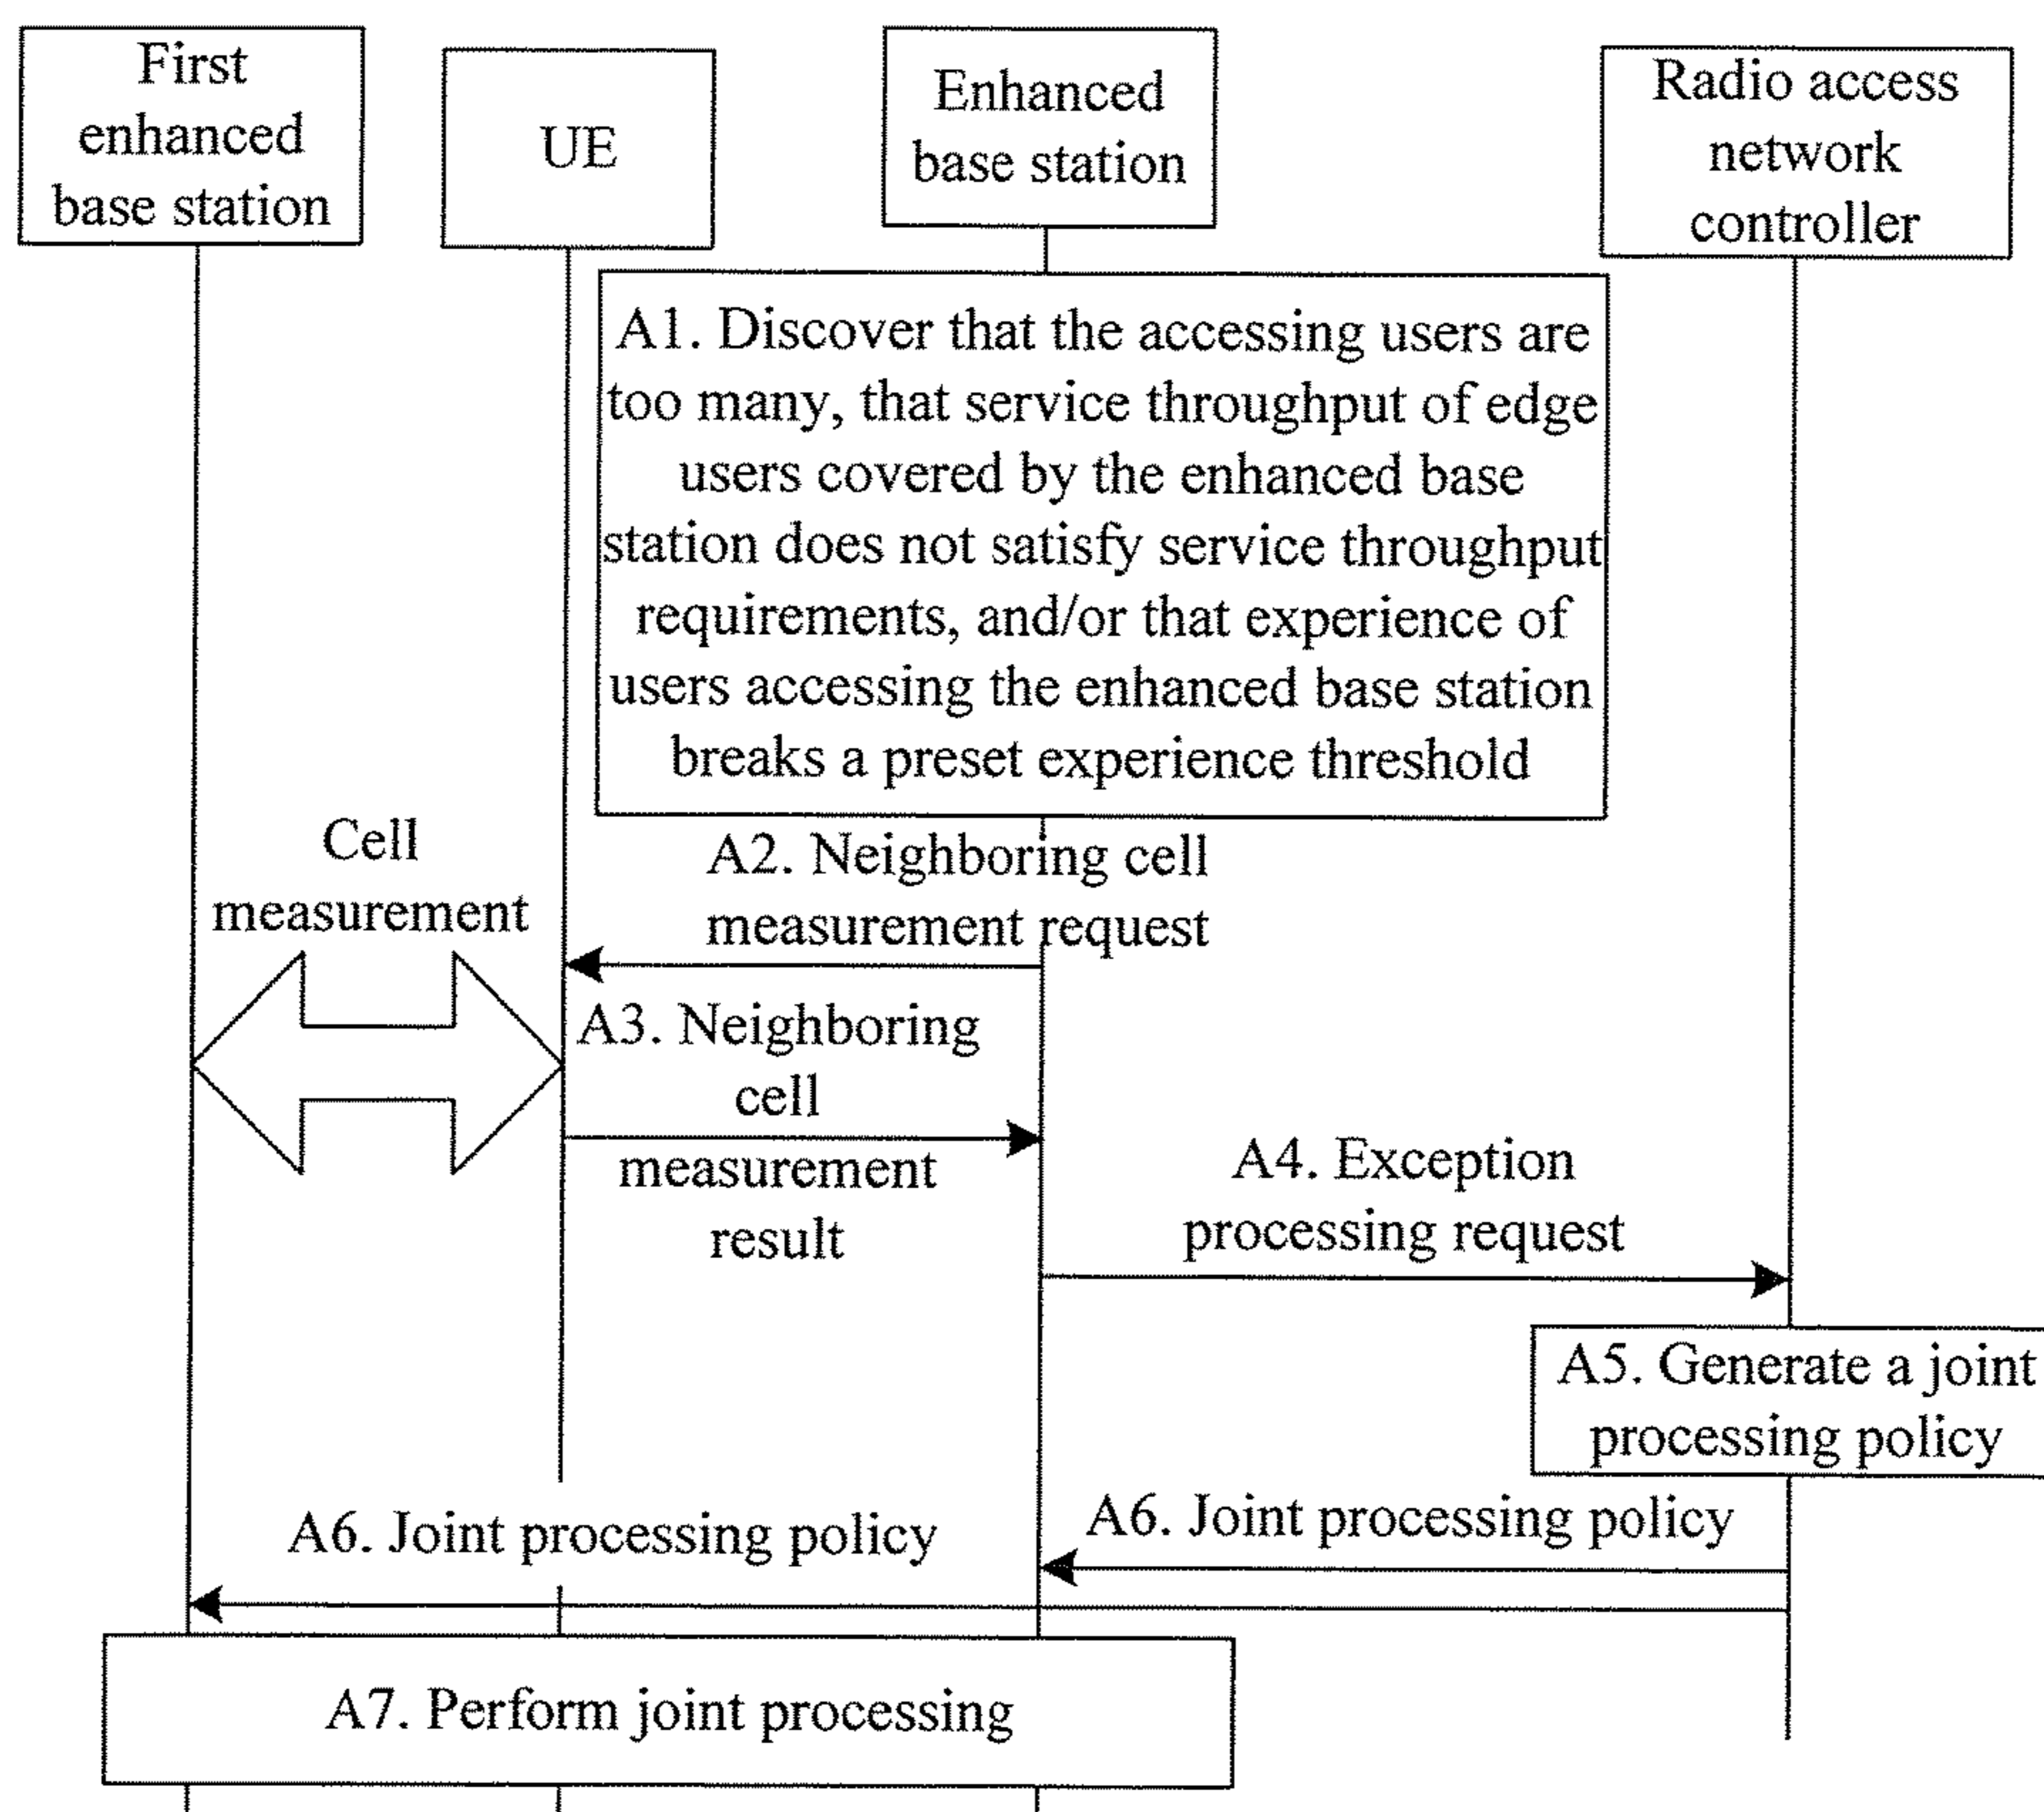 First
enhanced
base station
UE
Enhanced
base station
Radio access
network
controller
A1. Discover that the accessing users are
too many, that service throughput of edge
users covered by the enhanced base
station does not satisfy service throughput
requirements, and/or that experience of
users accessing the enhanced base station
breaks a preset experience threshold
Cell
measurement
A2. Neighboring cell
measurement request
A3. Neighboring
cell
measurement
result
A4. Exception
processing request
A5. Generate a joint
processing policy
A6. Joint processing policy
A6. Joint processing policy
A7. Perform joint processing